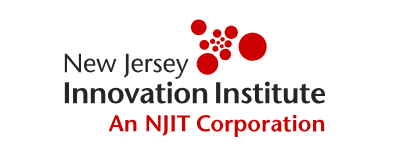 New Jersey
Innovation Institute
An NJIT Corporation